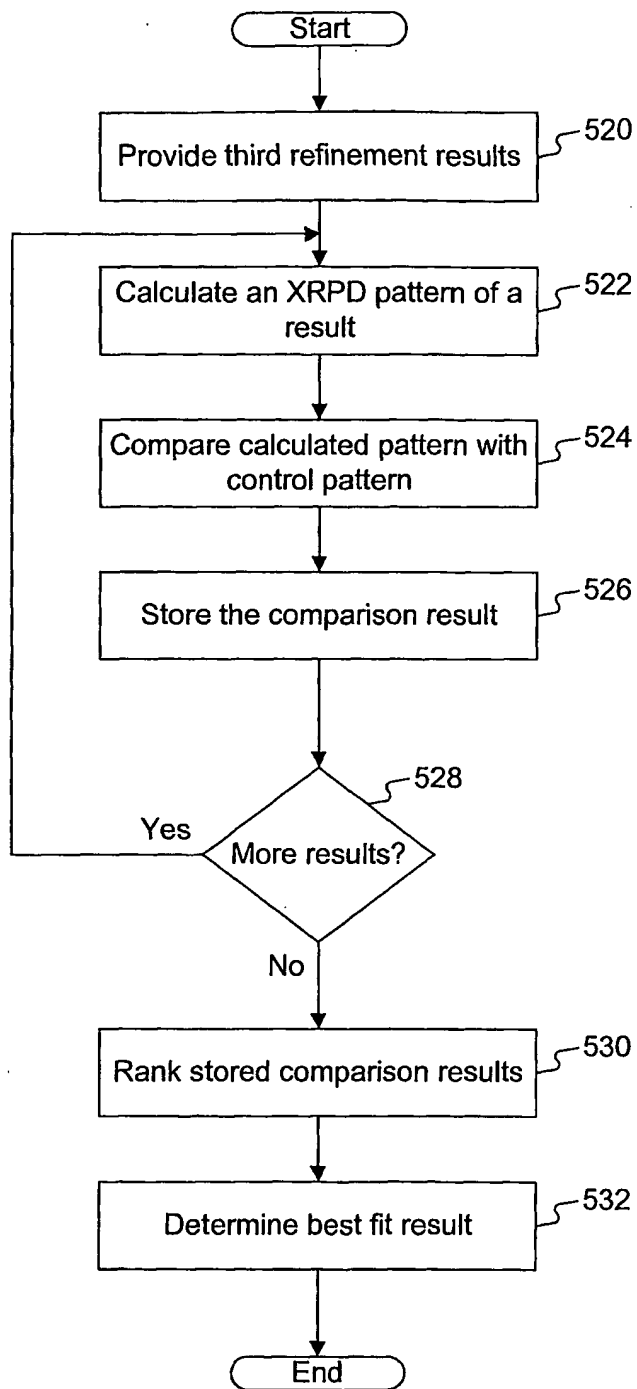 Start
Provide third refinement results
520
Calculate an XRPD pattern of a
result
522
Compare calculated pattern with
control pattern
524
Store the comparison result
526
528
Yes
More results?
No
Rank stored comparison results
530
Determine best fit result
532
End